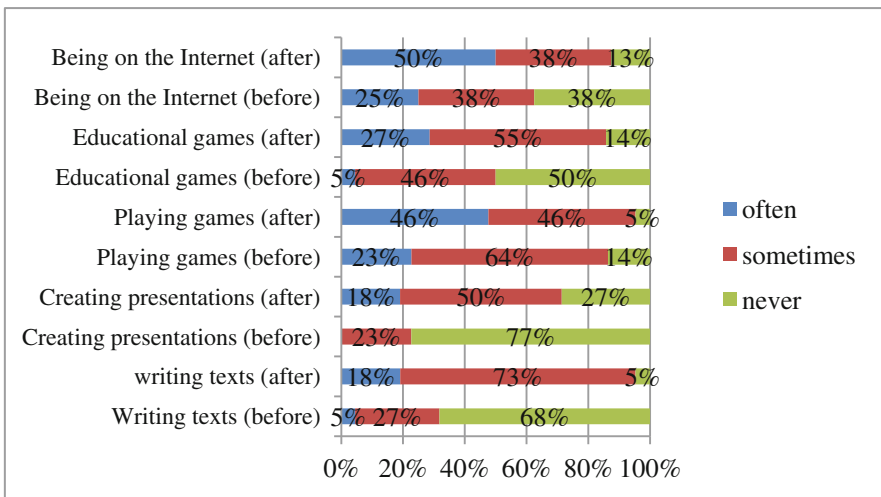 Being on the Internet (after) 50% 38% 13%
Being on the Internet (before) 25% 38% 38%
Educational games (after) 27% 55% 14%
Educational games (before) 5% 46% 50%
Playing games (after) 46% 46% 5%
Playing games (before) 23% 64% 14%
Creating presentations (after) 18% 50% 27%
Creating presentations (before) 23% 77%
writing texts (after) 18% 73% 5%
Writing texts (before) 5% 27% 68%
0% 20% 40% 60% 80% 100%
often
sometimes
never